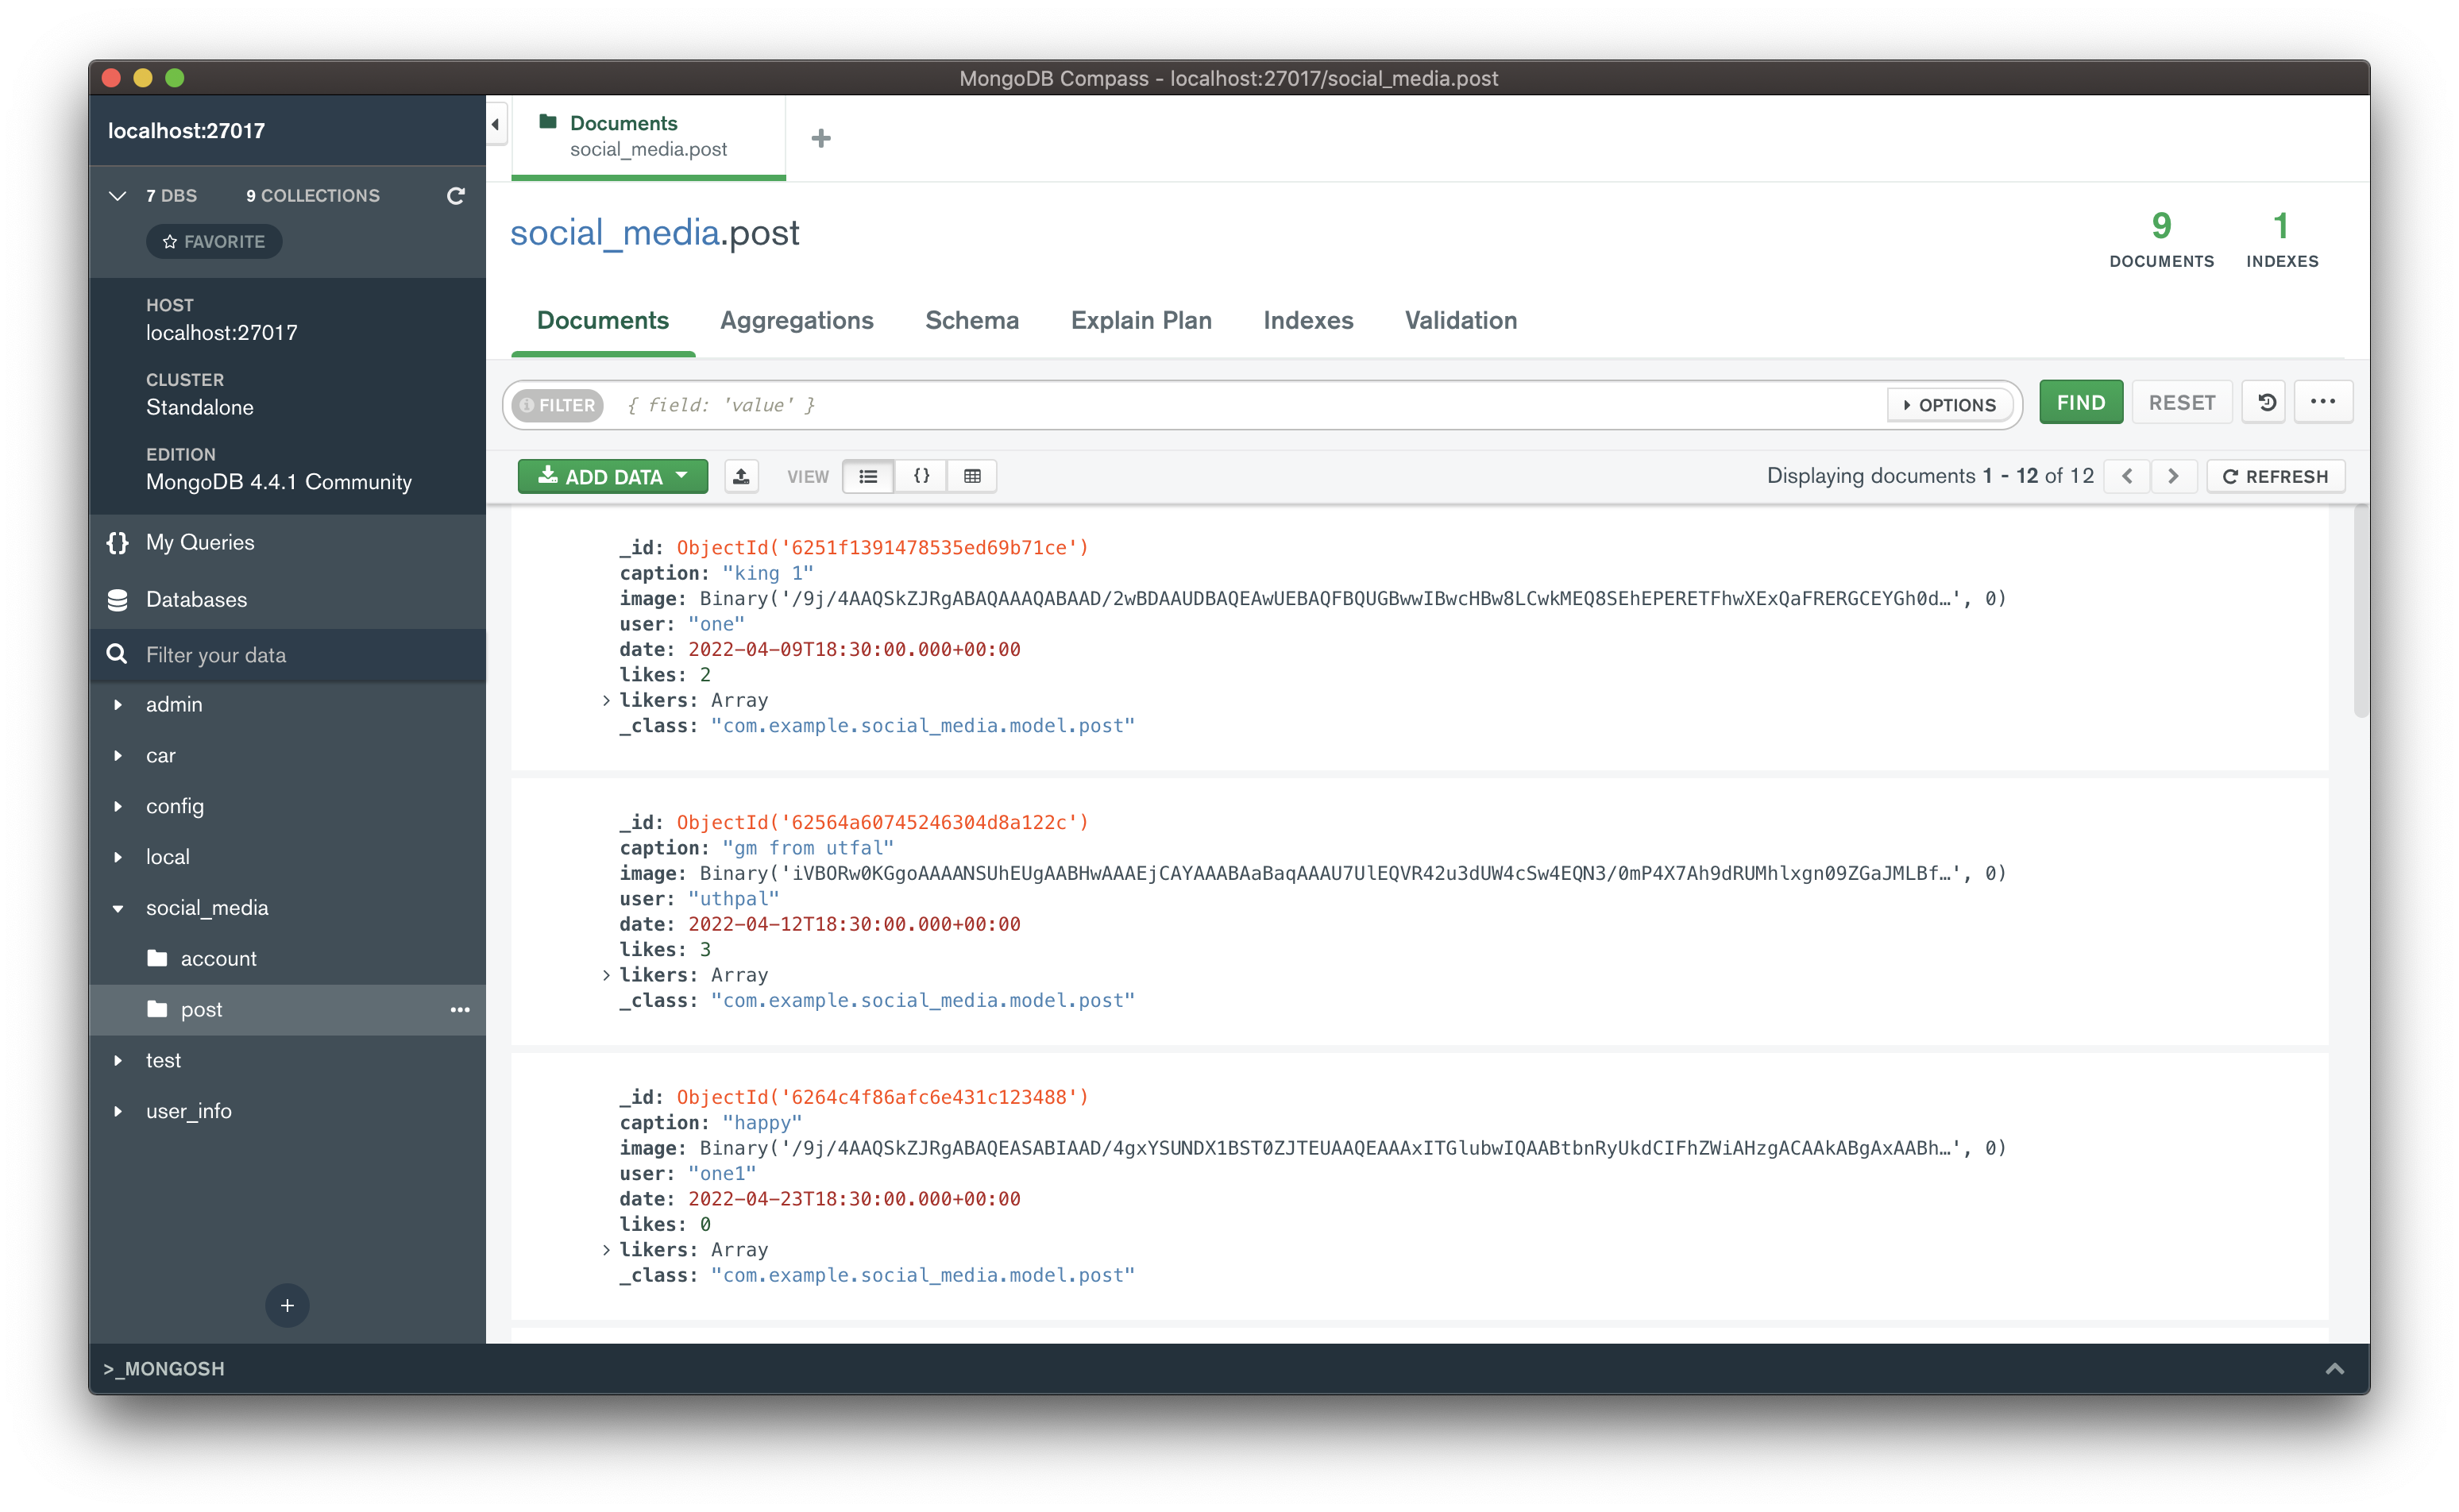 MongoDB Compass - localhost:27017/social_media.post
localhost:27017
7 DBS 9 COLLECTIONS
FAVORITE
HOST
localhost:27017
CLUSTER
Standalone
EDITION
MongoDB 4.4.1 Community
{} My Queries
Databases
Filter your data
admin
car
config
local
social_media
account
post
test
user_info
+
>_MONGOSH
Documents
social_media.post
+
social_media.post
9
DOCUMENTS
1
INDEXES
Documents Aggregations Schema Explain Plan Indexes Validation
FILTER { field: 'value' } OPTIONS FIND RESET ...
ADD DATA VIEW {} Displaying documents 1 - 12 of 12 REFRESH
_id: ObjectId('6251f1391478535ed69b71ce')
caption: "king 1"
image: Binary('/9j/4AAQSkZJRgABAQAAAQABAAD/2wBDAAUDBAQEAwUEBAQFBQUGBwwIBwcHBw8LCwkMEQ8SEhEPERETFhwXExQaFRERGCEYGh0d…', 0)
user: "one"
date: 2022-04-09T18:30:00.000+00:00
likes: 2
> likers: Array
_class: "com.example.social_media.model.post"
_id: ObjectId('62564a60745246304d8a122c')
caption: "gm from utfal"
image: Binary('iVBORw0KGgoAAAANSUhEUgAABHwAAAEjCAYAAABAaBaqAAAU7UlEQVR42u3dUW4cSw4EQN3/0mP4X7Ah9dRUMhlxgn09ZGaJMLBf…', 0)
user: "uthpal"
date: 2022-04-12T18:30:00.000+00:00
likes: 3
> likers: Array
_class: "com.example.social_media.model.post"
_id: ObjectId('6264c4f86afc6e431c123488')
caption: "happy"
image: Binary('/9j/4AAQSkZJRgABAQEASABIAAD/4gxYSUNDX1BST0ZJTEUAAQEAAAxITGlubwIQAABtbnRyUkdCIFhZWiAHzgACAAkABgAxAABh…', 0)
user: "one1"
date: 2022-04-23T18:30:00.000+00:00
likes: 0
> likers: Array
_class: "com.example.social_media.model.post"